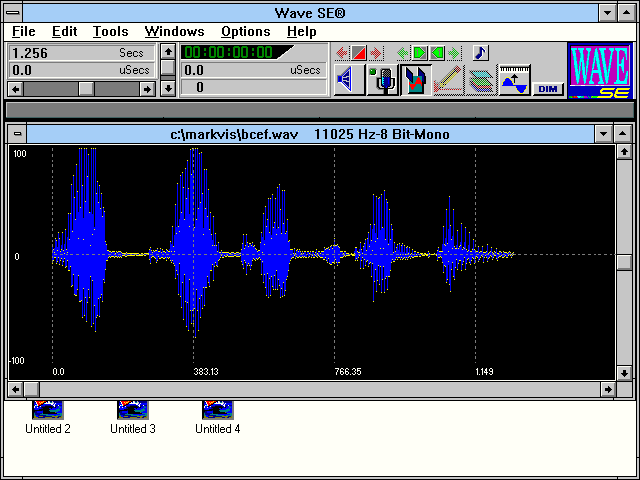 Wave SE®
File Edit Tools Windows Options Help
1.256 Secs
0.0 uSecs
00:00:00:00
0.0 uSecs
0
DIM
WAVE
SE
c:\markvis\bcef.wav 11025 Hz-8 Bit-Mono
100
0
-100
0.0 383.13 766.35 1.149
Untitled 2 Untitled 3 Untitled 4